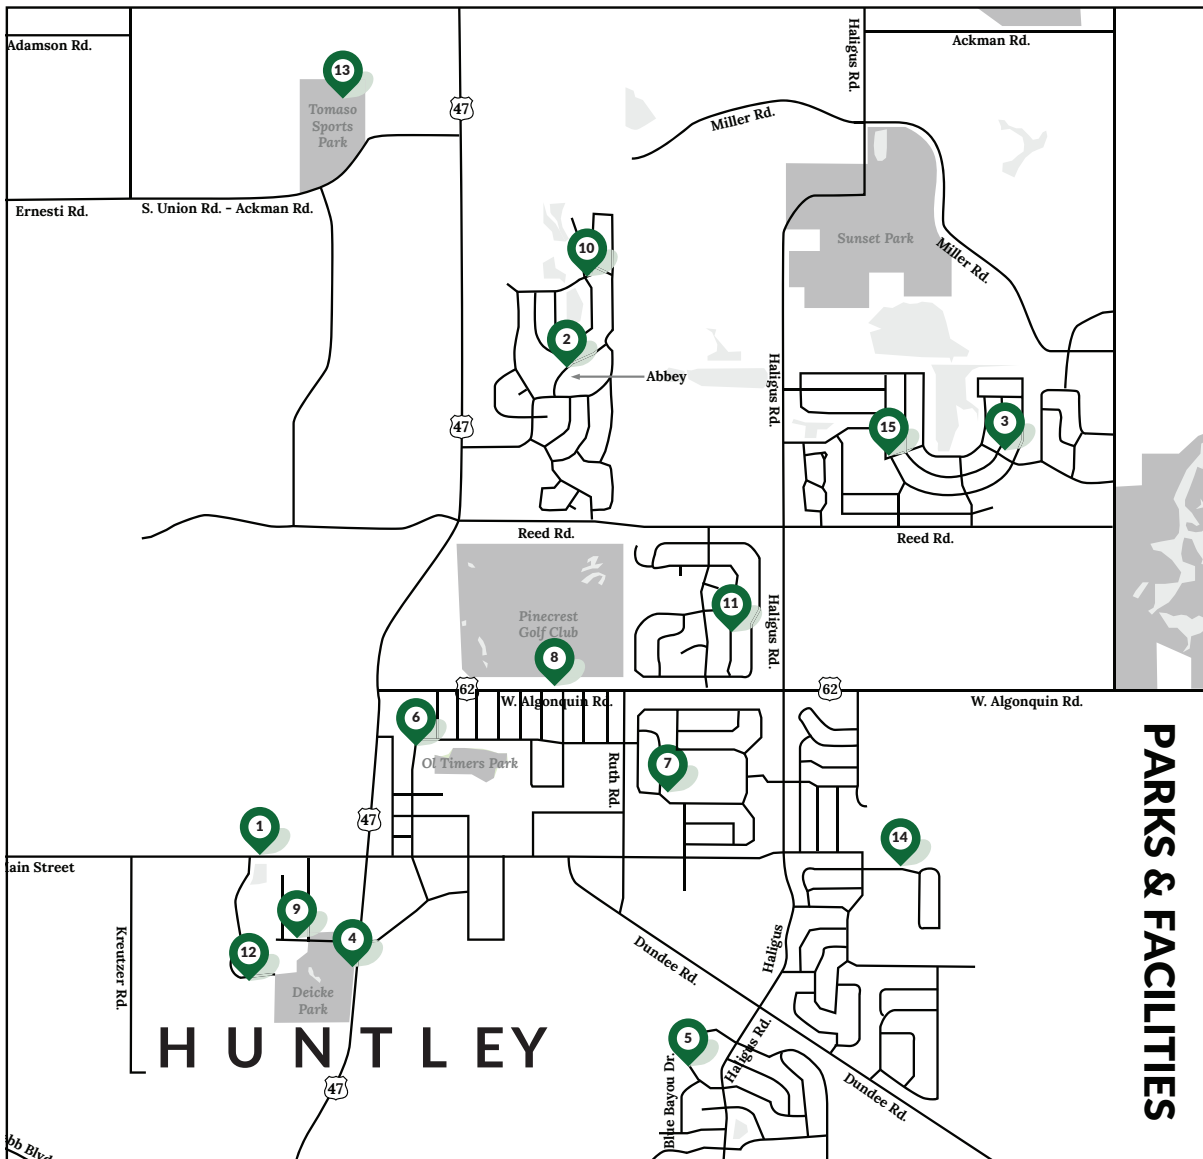 Adamson Rd.
13
Tomaso
Sports
Park
47
Haligus Rd.
Ackman Rd.
Miller Rd.
Ernesti Rd.
S. Union Rd. - Ackman Rd.
10
Sunset Park
Miller Rd.
2
Abbey
Haligus Rd.
47
15
3
Reed Rd.
Reed Rd.
Pinecrest
Golf Club
8
11
Haligus Rd.
62
62
W. Algonquin Rd.
W. Algonquin Rd.
6
Ol Timers Park
7
Ruth Rd.
47
1
14
ain Street
PARKS & FACILITIES
9
4
12
Kreutzer Rd.
Deicke
Park
Dundee Rd.
Haligus
HUNTLEY
5
Haligus Rd.
Blue Bayou Dr.
47
Dundee Rd.
bb Blvd